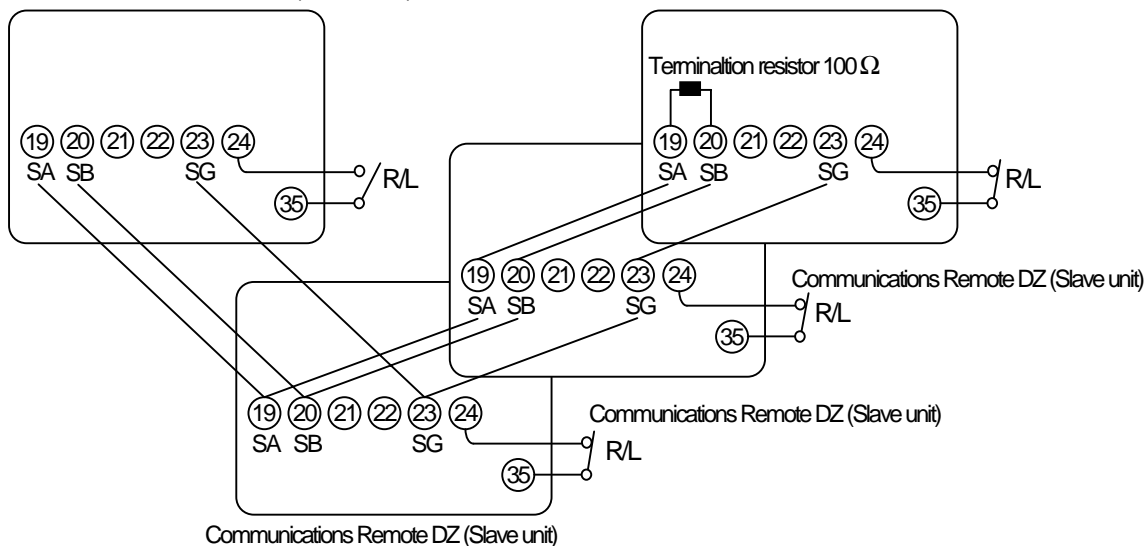 Terminaltion resistor 100 Ω
19 20 21 22 23 24
SA SB SG
R/L
35
19 20 21 22 23 24
SA SB SG
R/L
35
19 20 21 22 23 24
SA SB SG
R/L
35
Communications Remote DZ (Slave unit)
19 20 21 22 23 24
SA SB SG
R/L
35
Communications Remote DZ (Slave unit)
Communications Remote DZ (Slave unit)